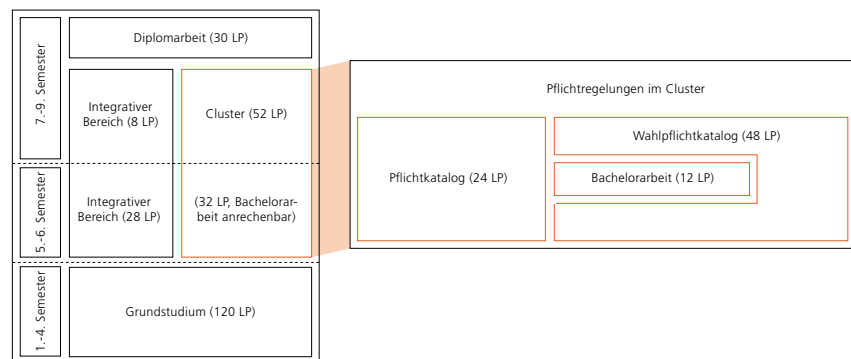 7.-9. Semester
Diplomarbeit (30 LP)
Integrativer
Bereich (8 LP)
Cluster (52 LP)
5.-6. Semester
Integrativer
Bereich (28 LP)
(32 LP, Bachelorar-
beit anrechenbar)
1.-4. Semester
Grundstudium (120 LP)
Pflichtregelungen im Cluster
Pflichtkatalog (24 LP)
Wahlpflichtkatalog (48 LP)
Bachelorarbeit (12 LP)